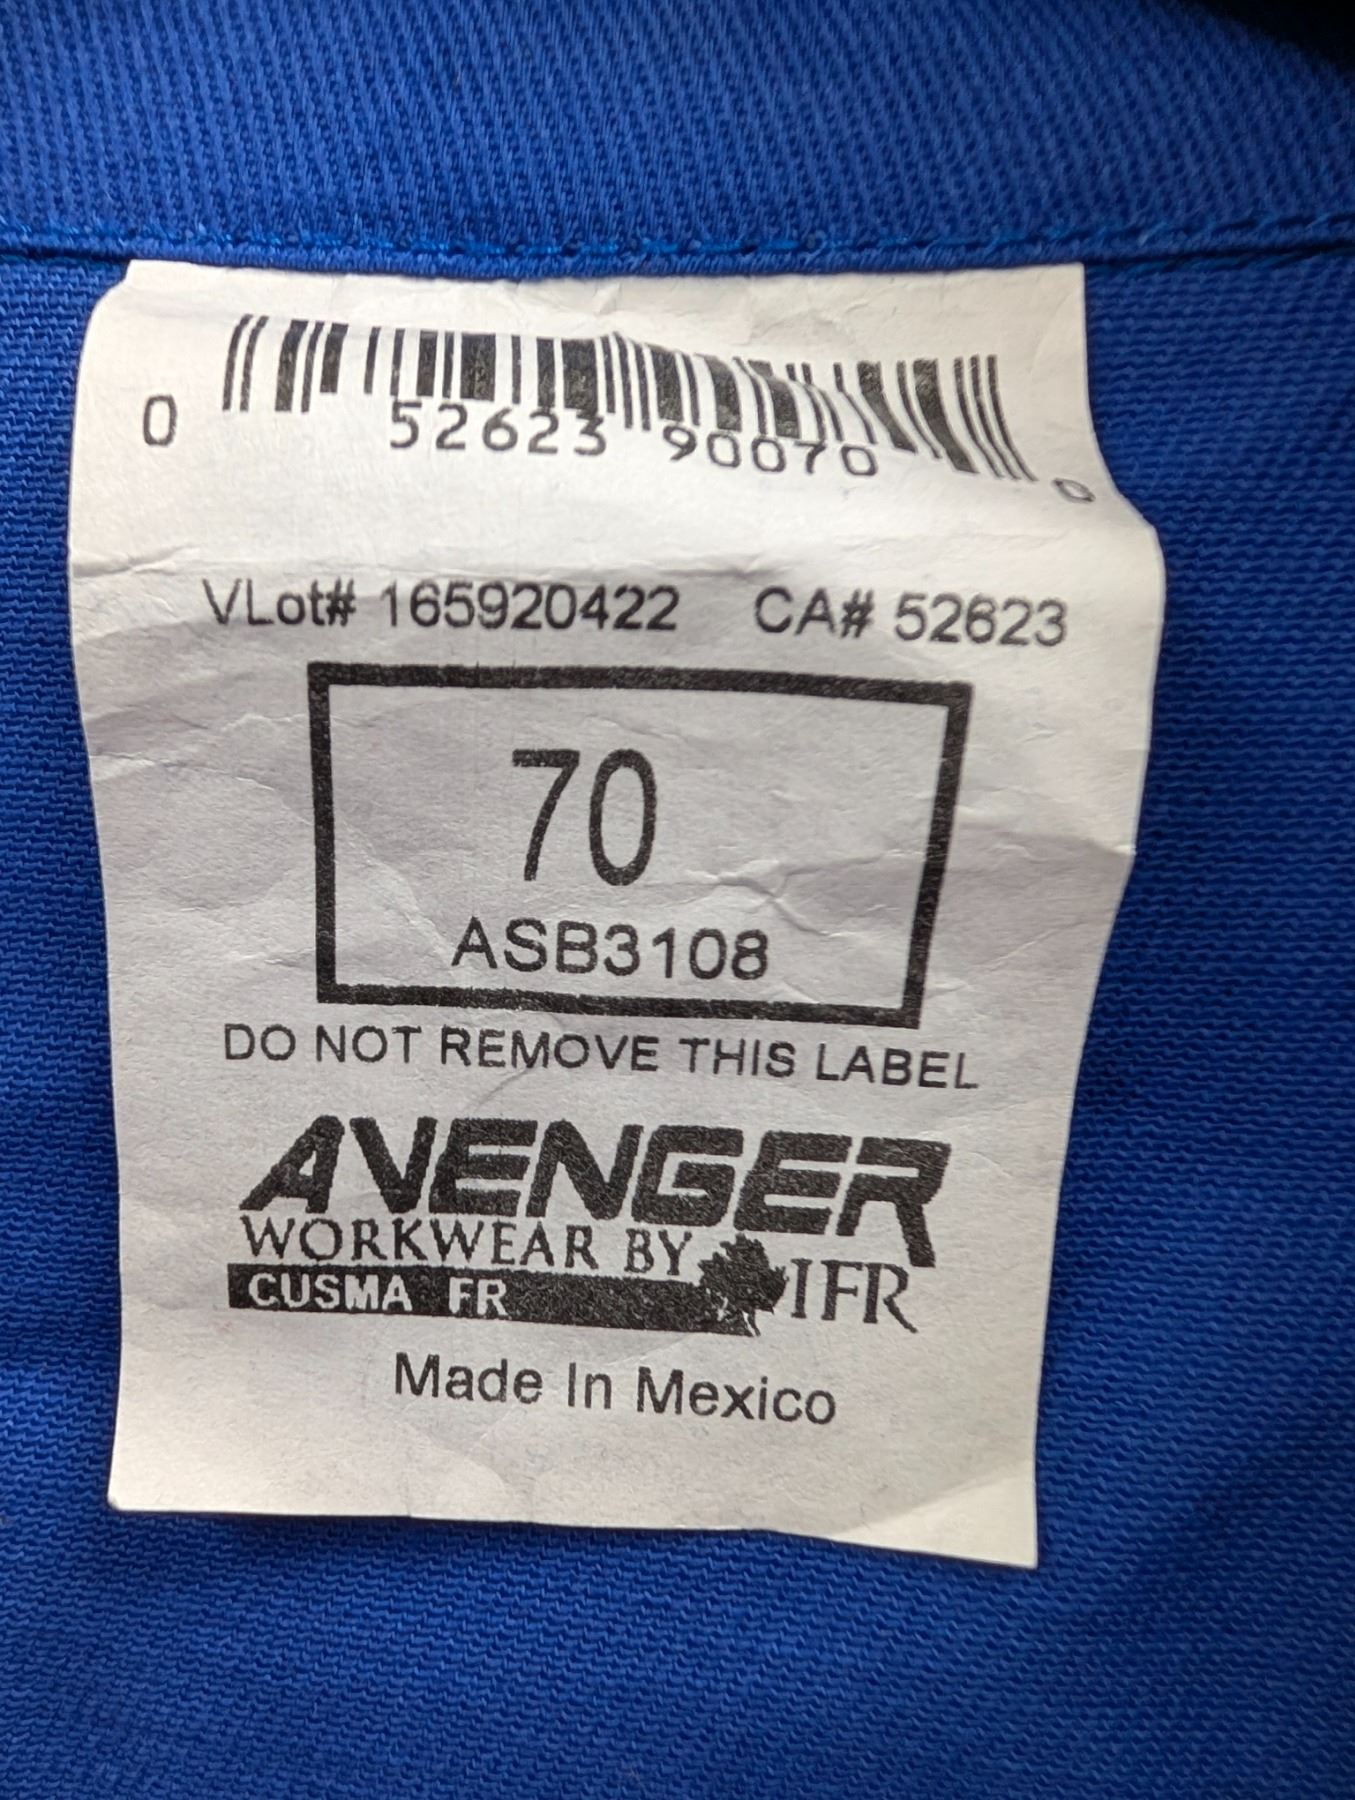 0 52623 90070 0
VLot# 165920422 CA# 52623
70
ASB3108
DO NOT REMOVE THIS LABEL
AVENGER
WORKWEAR BY IFR
CUSMA FR
Made In Mexico